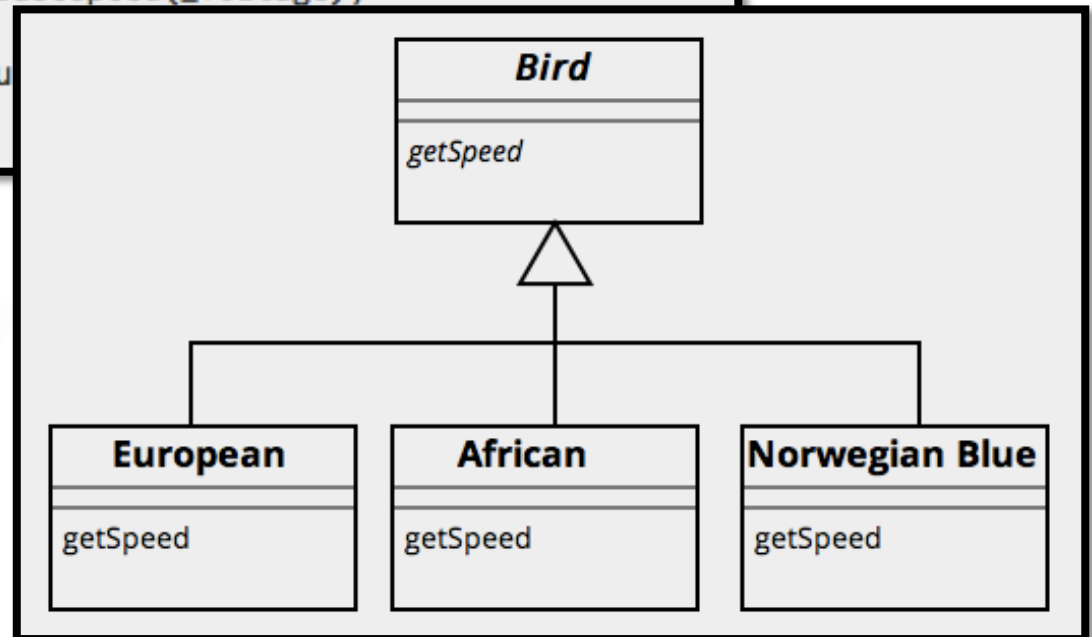 Bird
getSpeed
European
African
Norwegian Blue
getSpeed
getSpeed
getSpeed